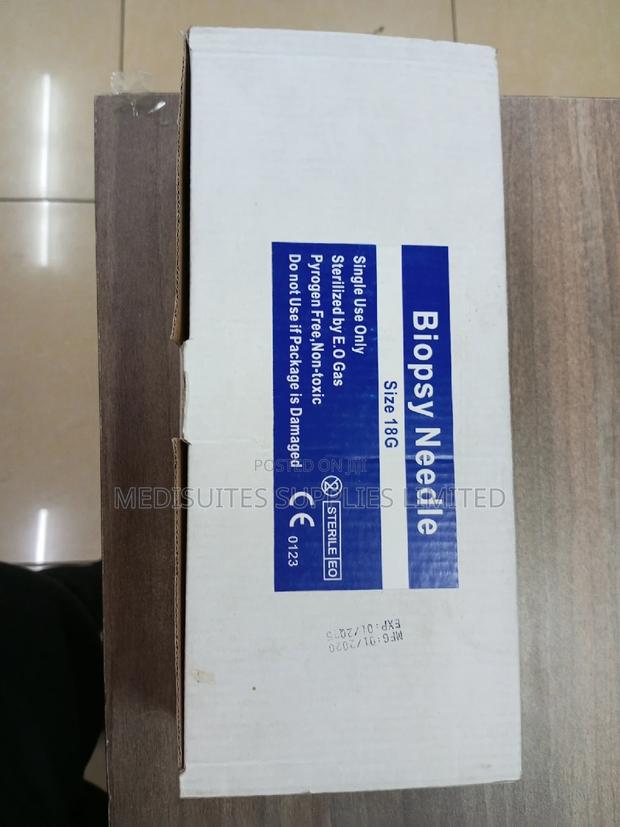 Biopsy Needle
Size 18G
Single Use Only
Sterilized by E.O Gas
Pyrogen Free,Non-toxic
Do not Use if Package is Damaged
STERILE EO
CE 0123
MFG:01/2020
EXP:01/2025
POSTED ON JIJI
MEDISUITES SUPPLIES LIMITED